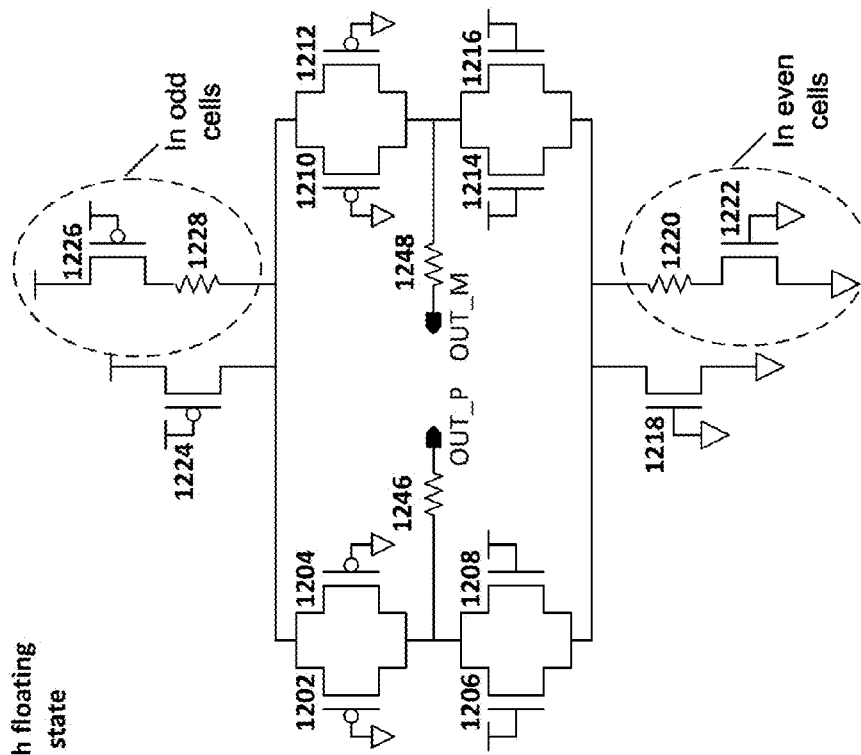 h floating
state
1224
1226
1228
In odd
cells
1202
1204
1210
1212
1246
OUT_P
OUT_M
1248
1206
1208
1214
1216
1218
1220
1222
In even
cells